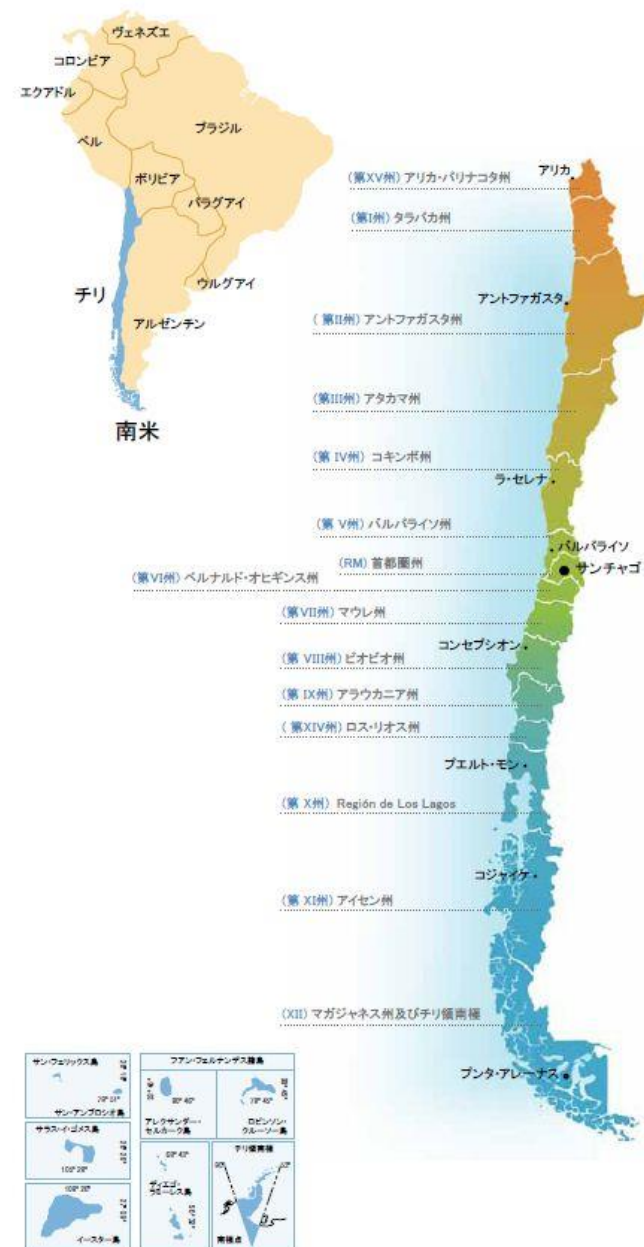 ヴェネズエ
コロンビア
エクアドル
ブラジル
ペル
ボリビア
パラグアイ
ウルグアイ
チリ
アルゼンチン
南米
(第XV州) アリカ・パリナコタ州
アリカ
(第I州) タラパカ州
アントファガスタ
( 第II州) アントファガスタ州
(第III州) アタカマ州
(第 IV州) コキンボ州
ラ・セレナ
(第 V州) バルパライソ州
バルパライソ
(RM) 首都圏州
サンチャゴ
(第VI州) ベルナルド・オヒギンス州
(第VII州) マウレ州
コンセプシオン
(第 VIII州) ビオビオ州
(第 IX州) アラウカニア州
( 第XIV州) ロス・リオス州
プエルト・モン
(第 X州) Región de Los Lagos
コジャイケ
(第 XI州) アイセン州
(XII) マガジャネス州及びチリ領南極
プンタ・アレーナス
サン・フェリックス島
サン・アンブロシオ島
フアン・フェルナンデス諸島
アレクサンダー・
セルカーク島
ロビンソン・
クルーソー島
サラス・イ・ゴメス島
イースター島
チリ領南極
南極点